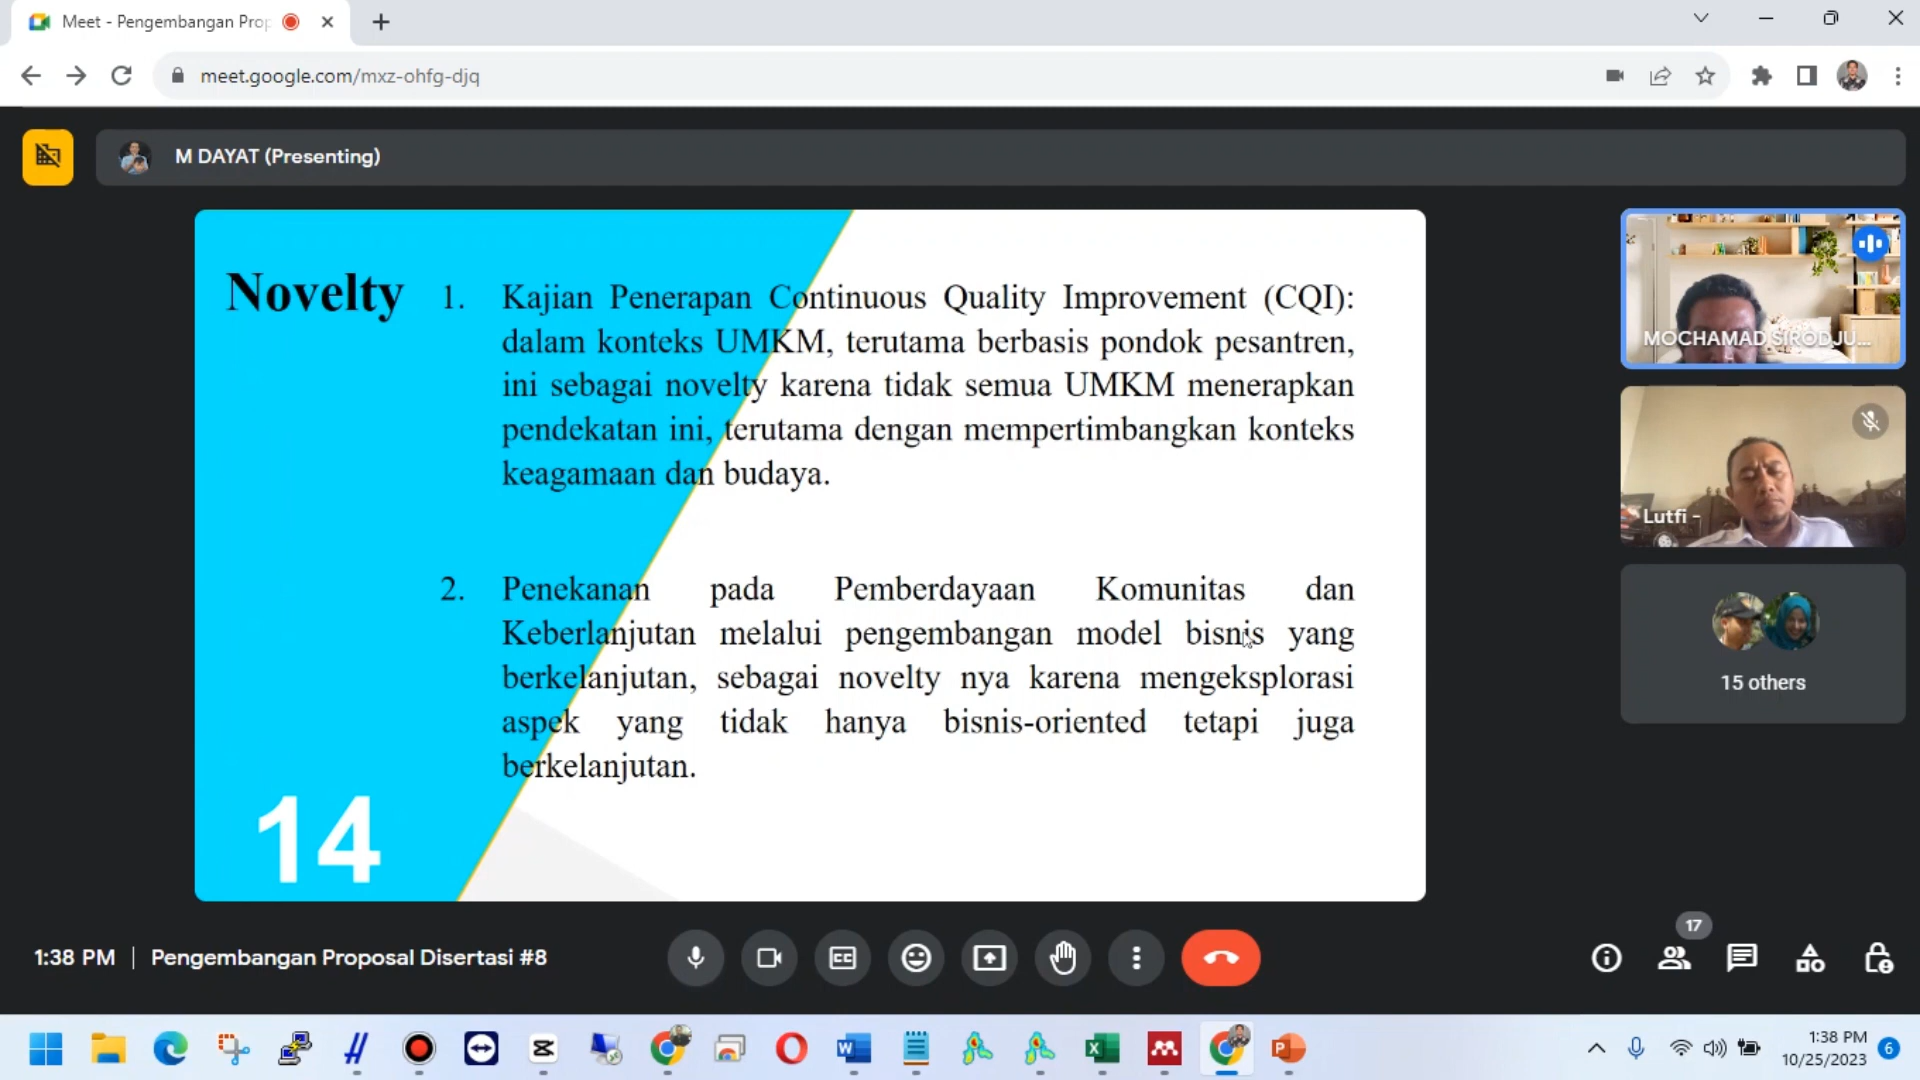 Meet - Pengembangan Prop
meet.google.com/mxz-ohfg-djq
M DAYAT (Presenting)
Novelty
1. Kajian Penerapan Continuous Quality Improvement (CQI):
dalam konteks UMKM, terutama berbasis pondok pesantren,
ini sebagai novelty karena tidak semua UMKM menerapkan
pendekatan ini, terutama dengan mempertimbangkan konteks
keagamaan dan budaya.
2. Penekanan pada Pemberdayaan Komunitas dan
Keberlanjutan melalui pengembangan model bisnis yang
berkelanjutan, sebagai novelty nya karena mengeksplorasi
aspek yang tidak hanya bisnis-oriented tetapi juga
berkelanjutan.
14
MOCHAMAD SIRODJU...
Lutfi -
15 others
1:38 PM | Pengembangan Proposal Disertasi #8
CC
17
W
X
P
1:38 PM
10/25/2023
6